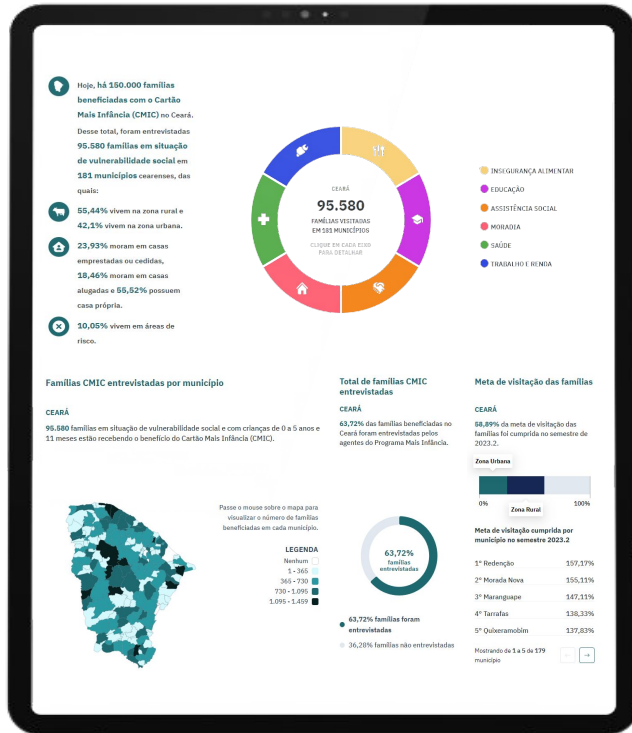 Hoje, há 150.000 famílias
beneficiadas com o Cartão
Mais Infância (CMIC) no Ceará.
Desse total, foram entrevistadas
95.580 famílias em situação
de vulnerabilidade social em
181 municípios cearenses, das
quais:
55,44% vivem na zona rural e
42,1% vivem na zona urbana.
23,93% moram em casas
emprestadas ou cedidas,
18,46% moram em casas
alugadas e 55,52% possuem
casa própria.
10,05% vivem em áreas de
risco.
CEARÁ
95.580
FAMÍLIAS VISITADAS
EM 181 MUNICÍPIOS
CLIQUE EM CADA EIXO
PARA DETALHAR
INSEGURANÇA ALIMENTAR
EDUCAÇÃO
ASSISTÊNCIA SOCIAL
MORADIA
SAÚDE
TRABALHO E RENDA
Famílias CMIC entrevistadas por município
CEARÁ
95.580 famílias em situação de vulnerabilidade social e com crianças de 0 a 5 anos e
11 meses estão recebendo o benefício do Cartão Mais Infância (CMIC).
Passe o mouse sobre o mapa para
visualizar o número de famílias
beneficiadas em cada município.
LEGENDA
Nenhum
1 - 365
365 - 730
730 - 1.095
1.095 - 1.459
Total de famílias CMIC
entrevistadas
CEARÁ
63,72% das famílias beneficiadas no
Ceará foram entrevistadas pelos
agentes do Programa Mais Infância.
63,72%
famílias
entrevistadas
63,72% famílias foram
entrevistadas
36,28% famílias não entrevistadas
Meta de visitação das famílias
CEARÁ
58,89% da meta de visitação das
famílias foi cumprida no semestre de
2023.2.
Zona Urbana
0% 100%
Zona Rural
Meta de visitação cumprida por
município no semestre 2023.2
1º Redenção 157,17%
2º Morada Nova 155,11%
3º Maranguape 147,11%
4º Tarrafas 138,33%
5º Quixeramobim 137,83%
Mostrando de 1 a 5 de 179
município